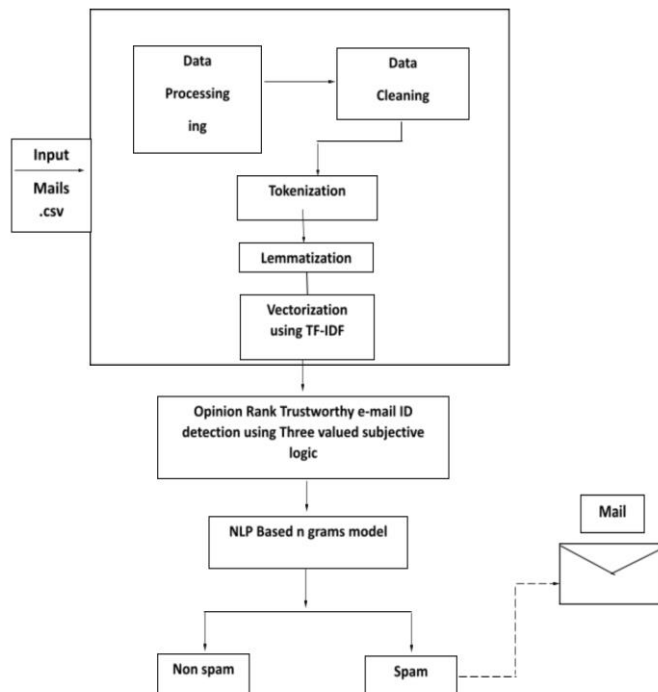 Data
Processing
ing
Data
Cleaning
Input
Mails
.csv
Tokenization
Lemmatization
Vectorization
using TF-IDF
Opinion Rank Trustworthy e-mail ID
detection using Three valued subjective
logic
NLP Based n grams model
Mail
Non spam
Spam